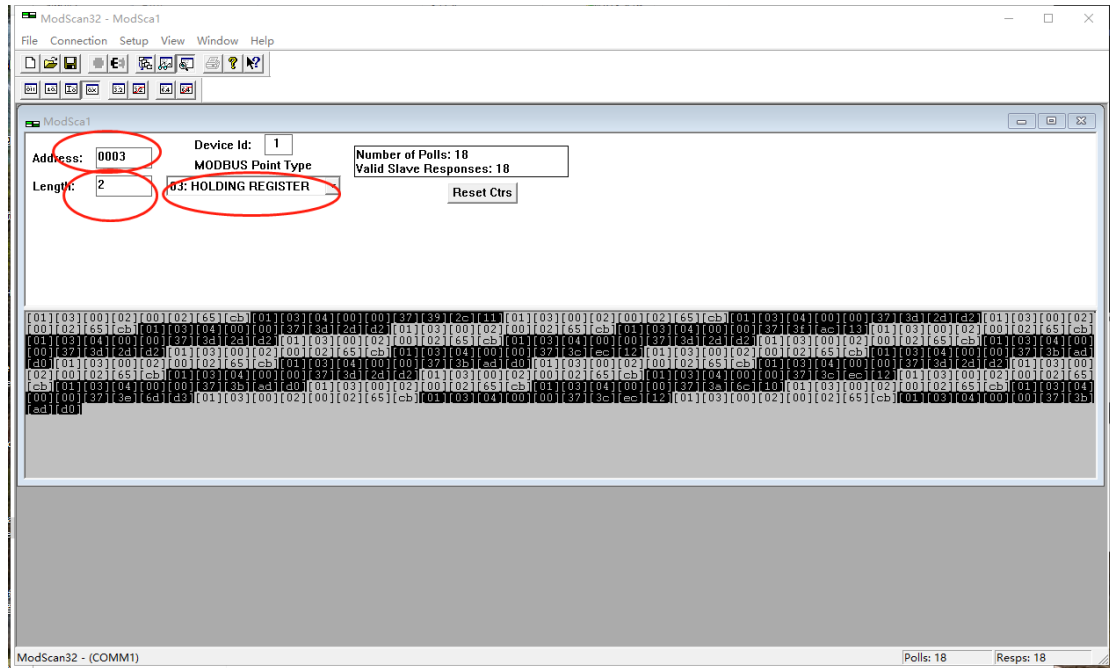 ModScan32 - ModSca1
File Connection Setup View Window Help
ModSca1
Address: 0003
Device Id: 1
MODBUS Point Type
Length: 2
03: HOLDING REGISTER
Number of Polls: 18
Valid Slave Responses: 18
Reset Ctrs
[01][03][00][02][00][02][65][cb][01][03][04][00][00][37][39][2c][11][01][03][00][02][00][02][65][cb][01][03][04][00][00][37][3d][2d][d2][01][03][00][02]
[00][02][65][cb][01][03][04][00][00][37][3d][2d][d2][01][03][00][02][00][02][65][cb][01][03][04][00][00][37][3f][ac][13][01][03][00][02][00][02][65][cb]
[01][03][04][00][00][37][3d][2d][d2][01][03][00][02][00][02][65][cb][01][03][04][00][00][37][3d][2d][d2][01][03][00][02][00][02][65][cb][01][03][04][00]
[00][37][3d][2d][d2][01][03][00][02][00][02][65][cb][01][03][04][00][00][37][3c][ec][12][01][03][00][02][00][02][65][cb][01][03][04][00][00][37][3b][ad]
[d0][01][03][00][02][00][02][65][cb][01][03][04][00][00][37][3b][ad][d0][01][03][00][02][00][02][65][cb][01][03][04][00][00][37][3d][2d][d2][01][03][00]
[02][00][02][65][cb][01][03][04][00][00][37][3d][2d][d2][01][03][00][02][00][02][65][cb][01][03][04][00][00][37][3c][ec][12][01][03][00][02][00][02][65]
[cb][01][03][04][00][00][37][3b][ad][d0][01][03][00][02][00][02][65][cb][01][03][04][00][00][37][3a][6c][10][01][03][00][02][00][02][65][cb][01][03][04]
[00][00][37][3e][6d][d3][01][03][00][02][00][02][65][cb][01][03][04][00][00][37][3c][ec][12][01][03][00][02][00][02][65][cb][01][03][04][00][00][37][3b]
[ad][d0]
ModScan32 - (COMM1)
Polls: 18
Resps: 18